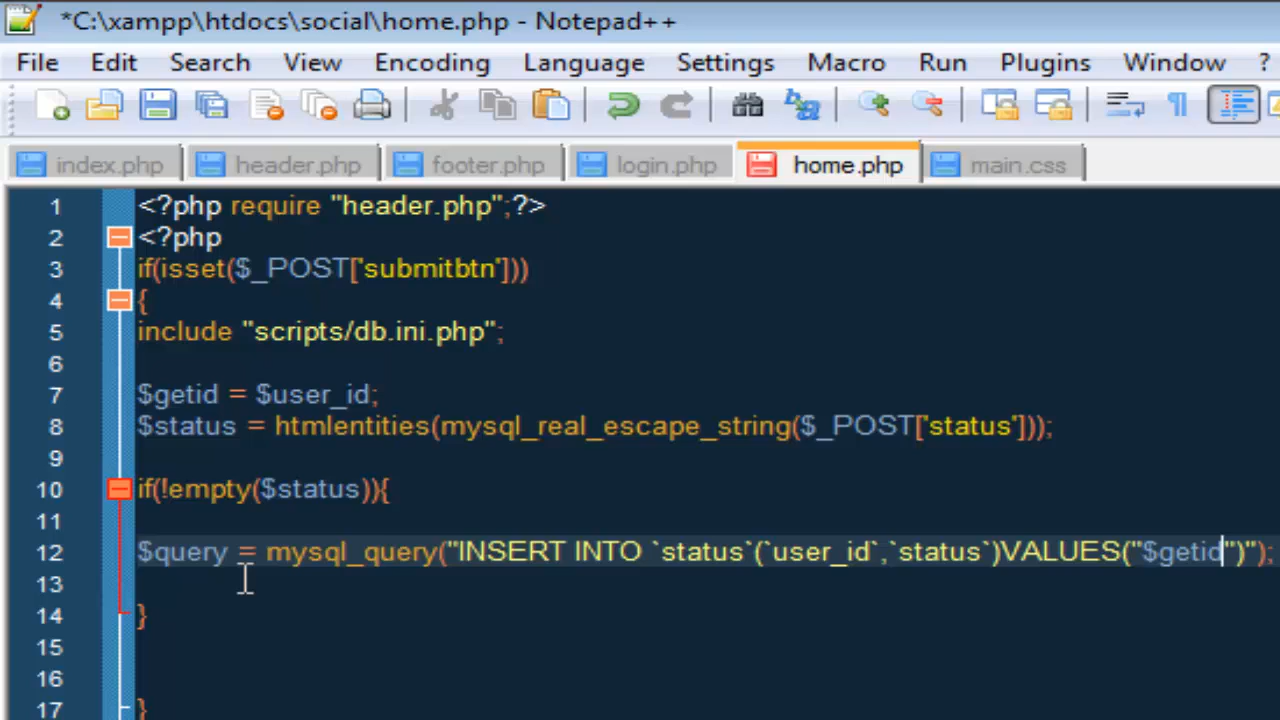 *C:\xampp\htdocs\social\home.php - Notepad++
File Edit Search View Encoding Language Settings Macro Run Plugins Window ?
index.php header.php footer.php login.php home.php main.css
1 <?php require "header.php";?>
2 <?php
3 if(isset($_POST['submitbtn']))
4 {
5 include "scripts/db.ini.php";
6
7 $getid = $user_id;
8 $status = htmlentities(mysql_real_escape_string($_POST['status']));
9
10 if(!empty($status)){
11
12 $query = mysql_query("INSERT INTO `status`(`user_id`,`status`)VALUES("$getid")");
13
14 }
15
16
17 }